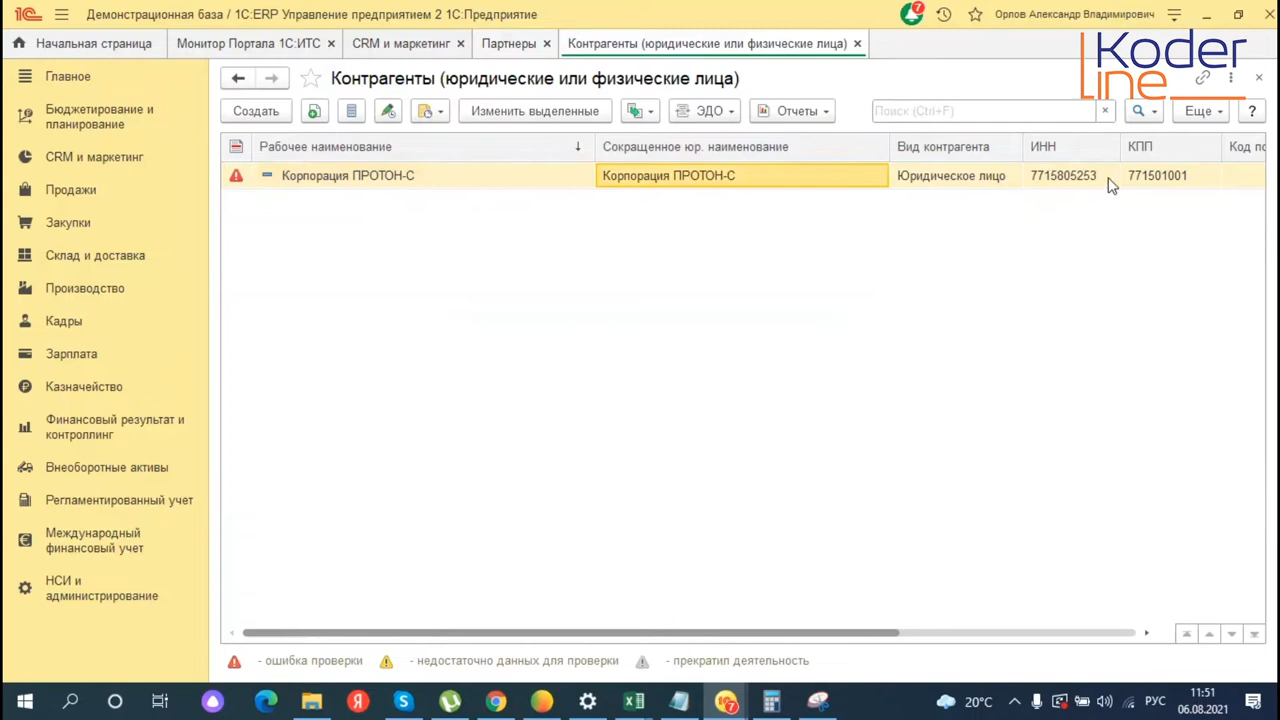 Демонстрационная база / 1С:ERP Управление предприятием 2 1С:Предприятие
7
Орлов Александр Владимирович
Начальная страница
Монитор Портала 1С:ИТС
CRM и маркетинг
Партнеры
Контрагенты (юридические или физические лица)
Koder
Line
Главное
Бюджетирование и
планирование
CRM и маркетинг
Продажи
Закупки
Склад и доставка
Производство
Кадры
Зарплата
Казначейство
Финансовый результат и
контроллинг
Внеоборотные активы
Регламентированный учет
Международный
финансовый учет
НСИ и
администрирование
Контрагенты (юридические или физические лица)
Создать
Изменить выделенные
ЭДО
Отчеты
Поиск (Ctrl+F)
Еще
?
Рабочее наименование
Сокращенное юр. наименование
Вид контрагента
ИНН
КПП
Код по
Корпорация ПРОТОН-С
Корпорация ПРОТОН-С
Юридическое лицо
7715805253
771501001
- ошибка проверки
- недостаточно данных для проверки
- прекратил деятельность
20°C
РУС
11:51
06.08.2021